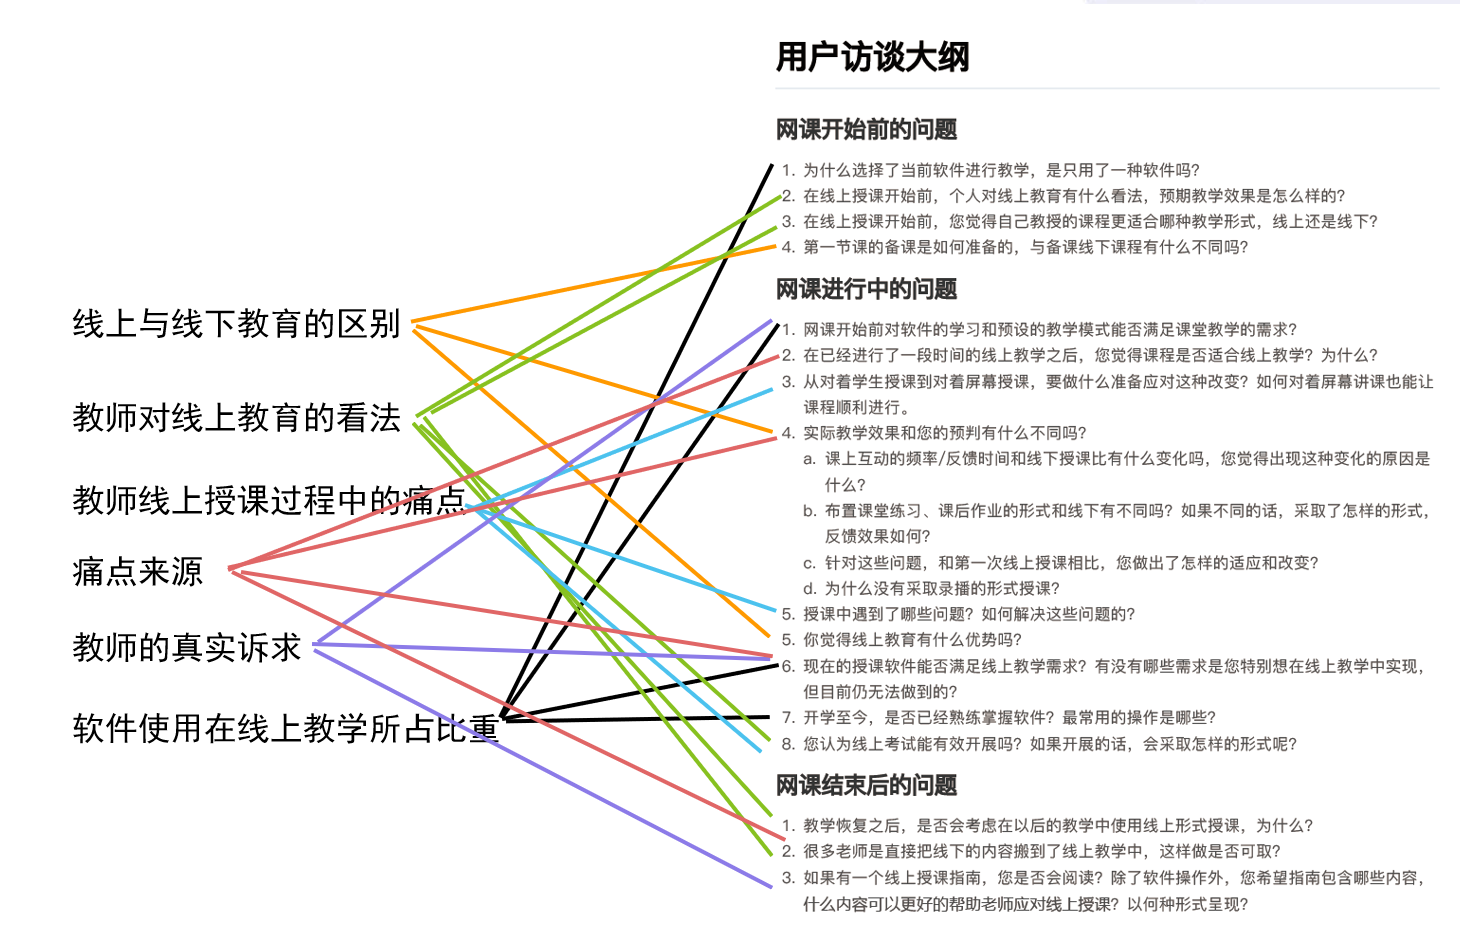 用户访谈大纲
网课开始前的问题
1. 为什么选择了当前软件进行教学，是只用了一种软件吗？
2. 在线上授课开始前，个人对线上教育有什么看法，预期教学效果是怎么样的？
3. 在线上授课开始前，您觉得自己教授的课程更适合哪种教学形式，线上还是线下？
4. 第一节课的备课是如何准备的，与备课线下课程有什么不同吗？
网课进行中的问题
1. 网课开始前对软件的学习和预设的教学模式能否满足课堂教学的需求？
2. 在已经进行了一段时间的线上教学之后，您觉得课程是否适合线上教学？为什么？
3. 从对着学生授课到对着屏幕授课，要做什么准备应对这种改变？如何对着屏幕讲课也能让
课程顺利进行。
4. 实际教学效果和您的预判有什么不同吗？
a. 课上互动的频率/反馈时间和线下授课比有什么变化吗，您觉得出现这种变化的原因是
什么？
b. 布置课堂练习、课后作业的形式和线下有不同吗？如果不同的话，采取了怎样的形式，
反馈效果如何？
c. 针对这些问题，和第一次线上授课相比，您做出了怎样的适应和改变？
d. 为什么没有采取录播的形式授课？
5. 授课中遇到了哪些问题？如何解决这些问题的？
5. 你觉得线上教育有什么优势吗？
6. 现在的授课软件能否满足线上教学需求？有没有哪些需求是您特别想在线上教学中实现，
但目前仍无法做到的？
7. 开学至今，是否已经熟练掌握软件？最常用的操作是哪些？
8. 您认为线上考试能有效开展吗？如果开展的话，会采取怎样的形式呢？
网课结束后的问题
1. 教学恢复之后，是否会考虑在以后的教学中使用线上形式授课，为什么？
2. 很多老师是直接把线下的内容搬到了线上教学中，这样做是否可取？
3. 如果有一个线上授课指南，您是否会阅读？除了软件操作外，您希望指南包含哪些内容，
什么内容可以更好的帮助老师应对线上授课？以何种形式呈现？
线上与线下教育的区别
教师对线上教育的看法
教师线上授课过程中的痛点
痛点来源
教师的真实诉求
软件使用在线上教学所占比重